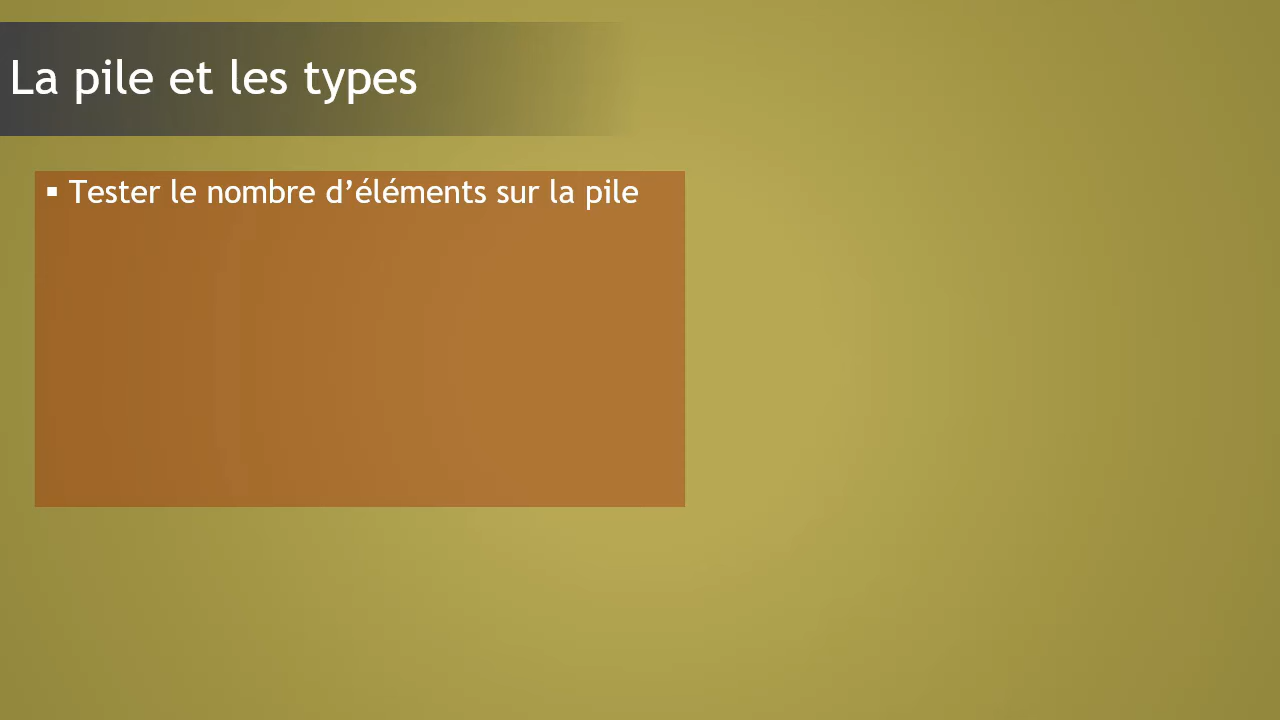 La pile et les types
▪ Tester le nombre d’éléments sur la pile